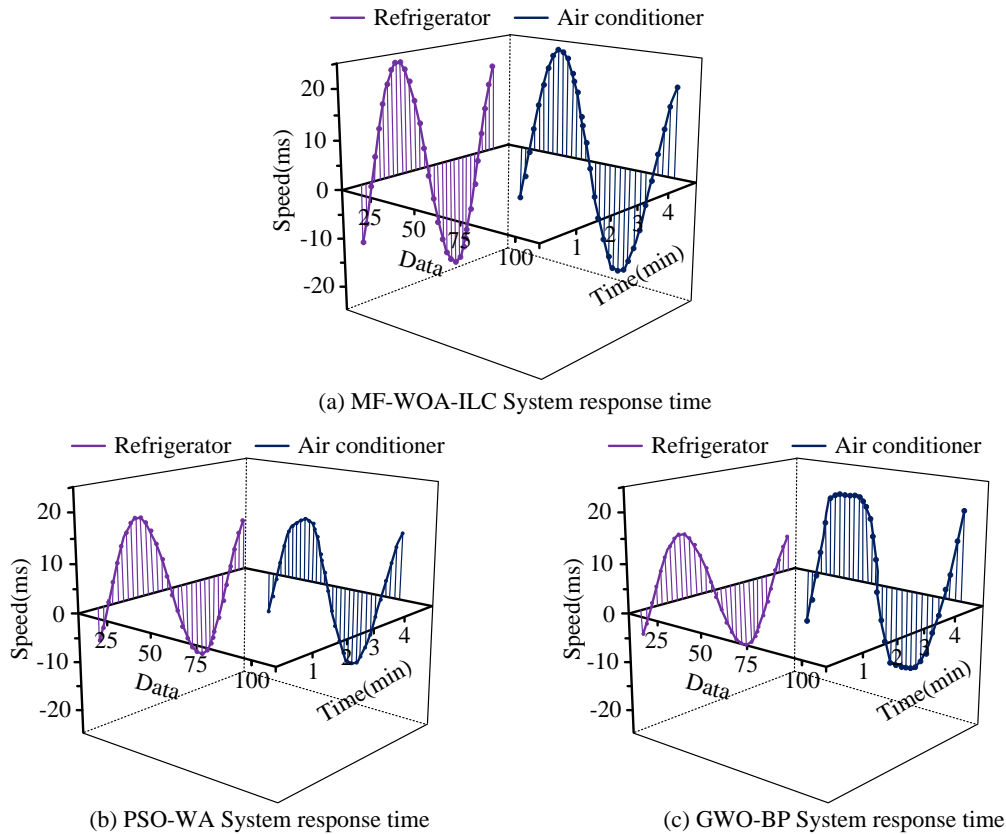 Refrigerator Air conditioner
Speed(ms)
20
10
0
-10
-20
25
50
75
100
Data
1
2
3
4
Time(min)
(a) MF-WOA-ILC System response time
Refrigerator Air conditioner
Speed(ms)
20
10
0
-10
-20
25
50
75
100
Data
1
2
3
4
Time(min)
(b) PSO-WA System response time
Refrigerator Air conditioner
Speed(ms)
20
10
0
-10
-20
25
50
75
100
Data
1
2
3
4
Time(min)
(c) GWO-BP System response time